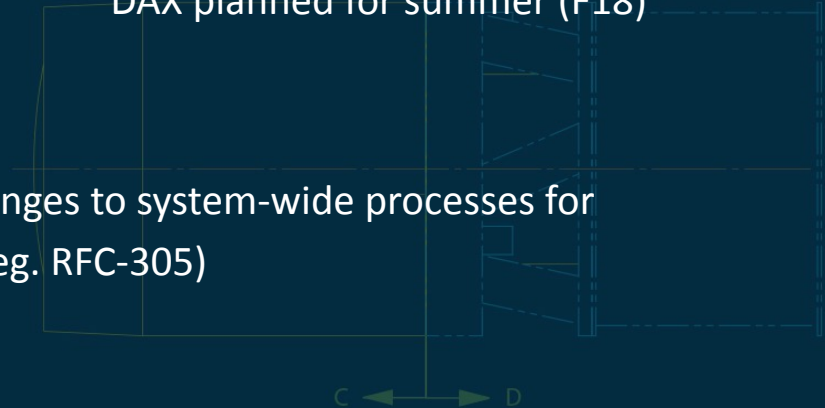 DAX planned for summer (F18)
nges to system-wide processes for
eg. RFC-305)
C D